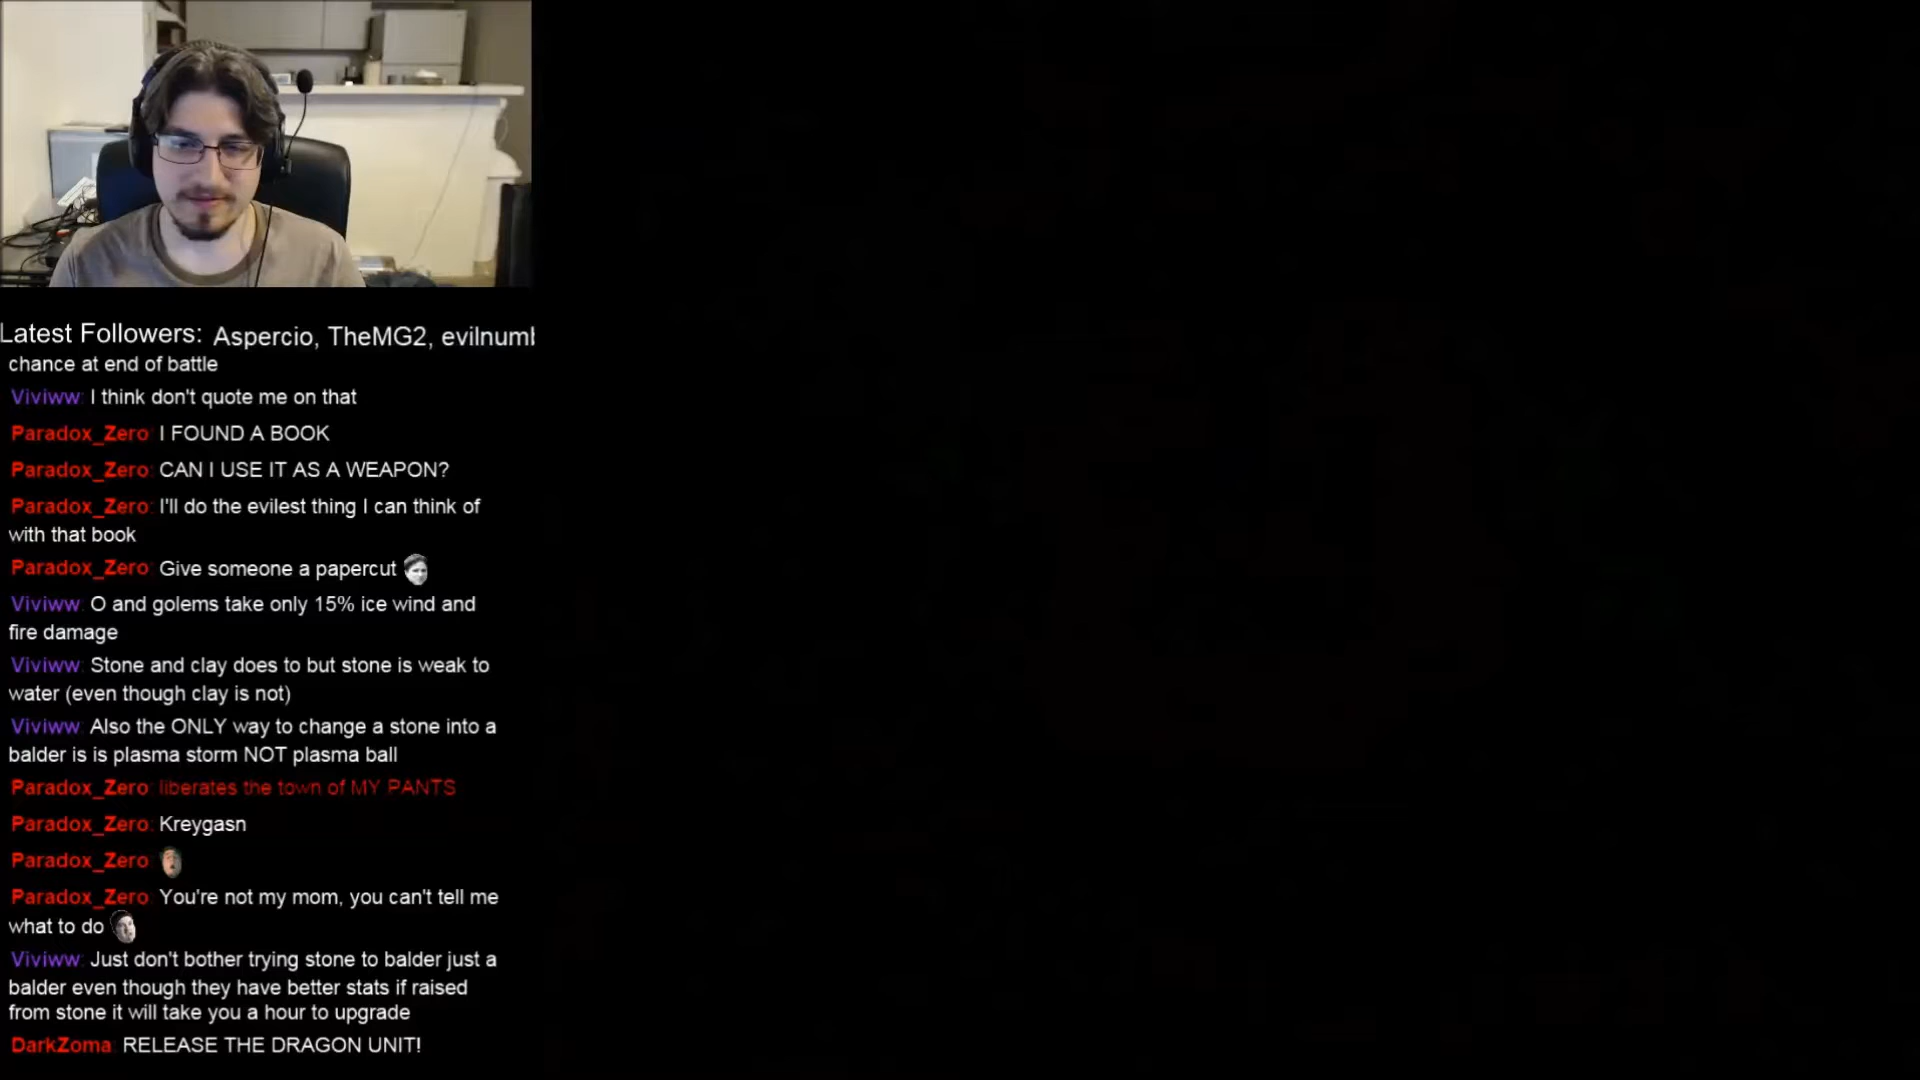 Latest Followers: Aspercio, TheMG2, evilnum
chance at end of battle
Viviww: I think don't quote me on that
Paradox_Zero: I FOUND A BOOK
Paradox_Zero: CAN I USE IT AS A WEAPON?
Paradox_Zero: I'll do the evilest thing I can think of
with that book
Paradox_Zero: Give someone a papercut
Viviww: O and golems take only 15% ice wind and
fire damage
Viviww: Stone and clay does to but stone is weak to
water (even though clay is not)
Viviww: Also the ONLY way to change a stone into a
balder is is plasma storm NOT plasma ball
Paradox_Zero: liberates the town of MY PANTS
Paradox_Zero: Kreygasn
Paradox_Zero:
Paradox_Zero: You're not my mom, you can't tell me
what to do
Viviww: Just don't bother trying stone to balder just a
balder even though they have better stats if raised
from stone it will take you a hour to upgrade
DarkZoma: RELEASE THE DRAGON UNIT!